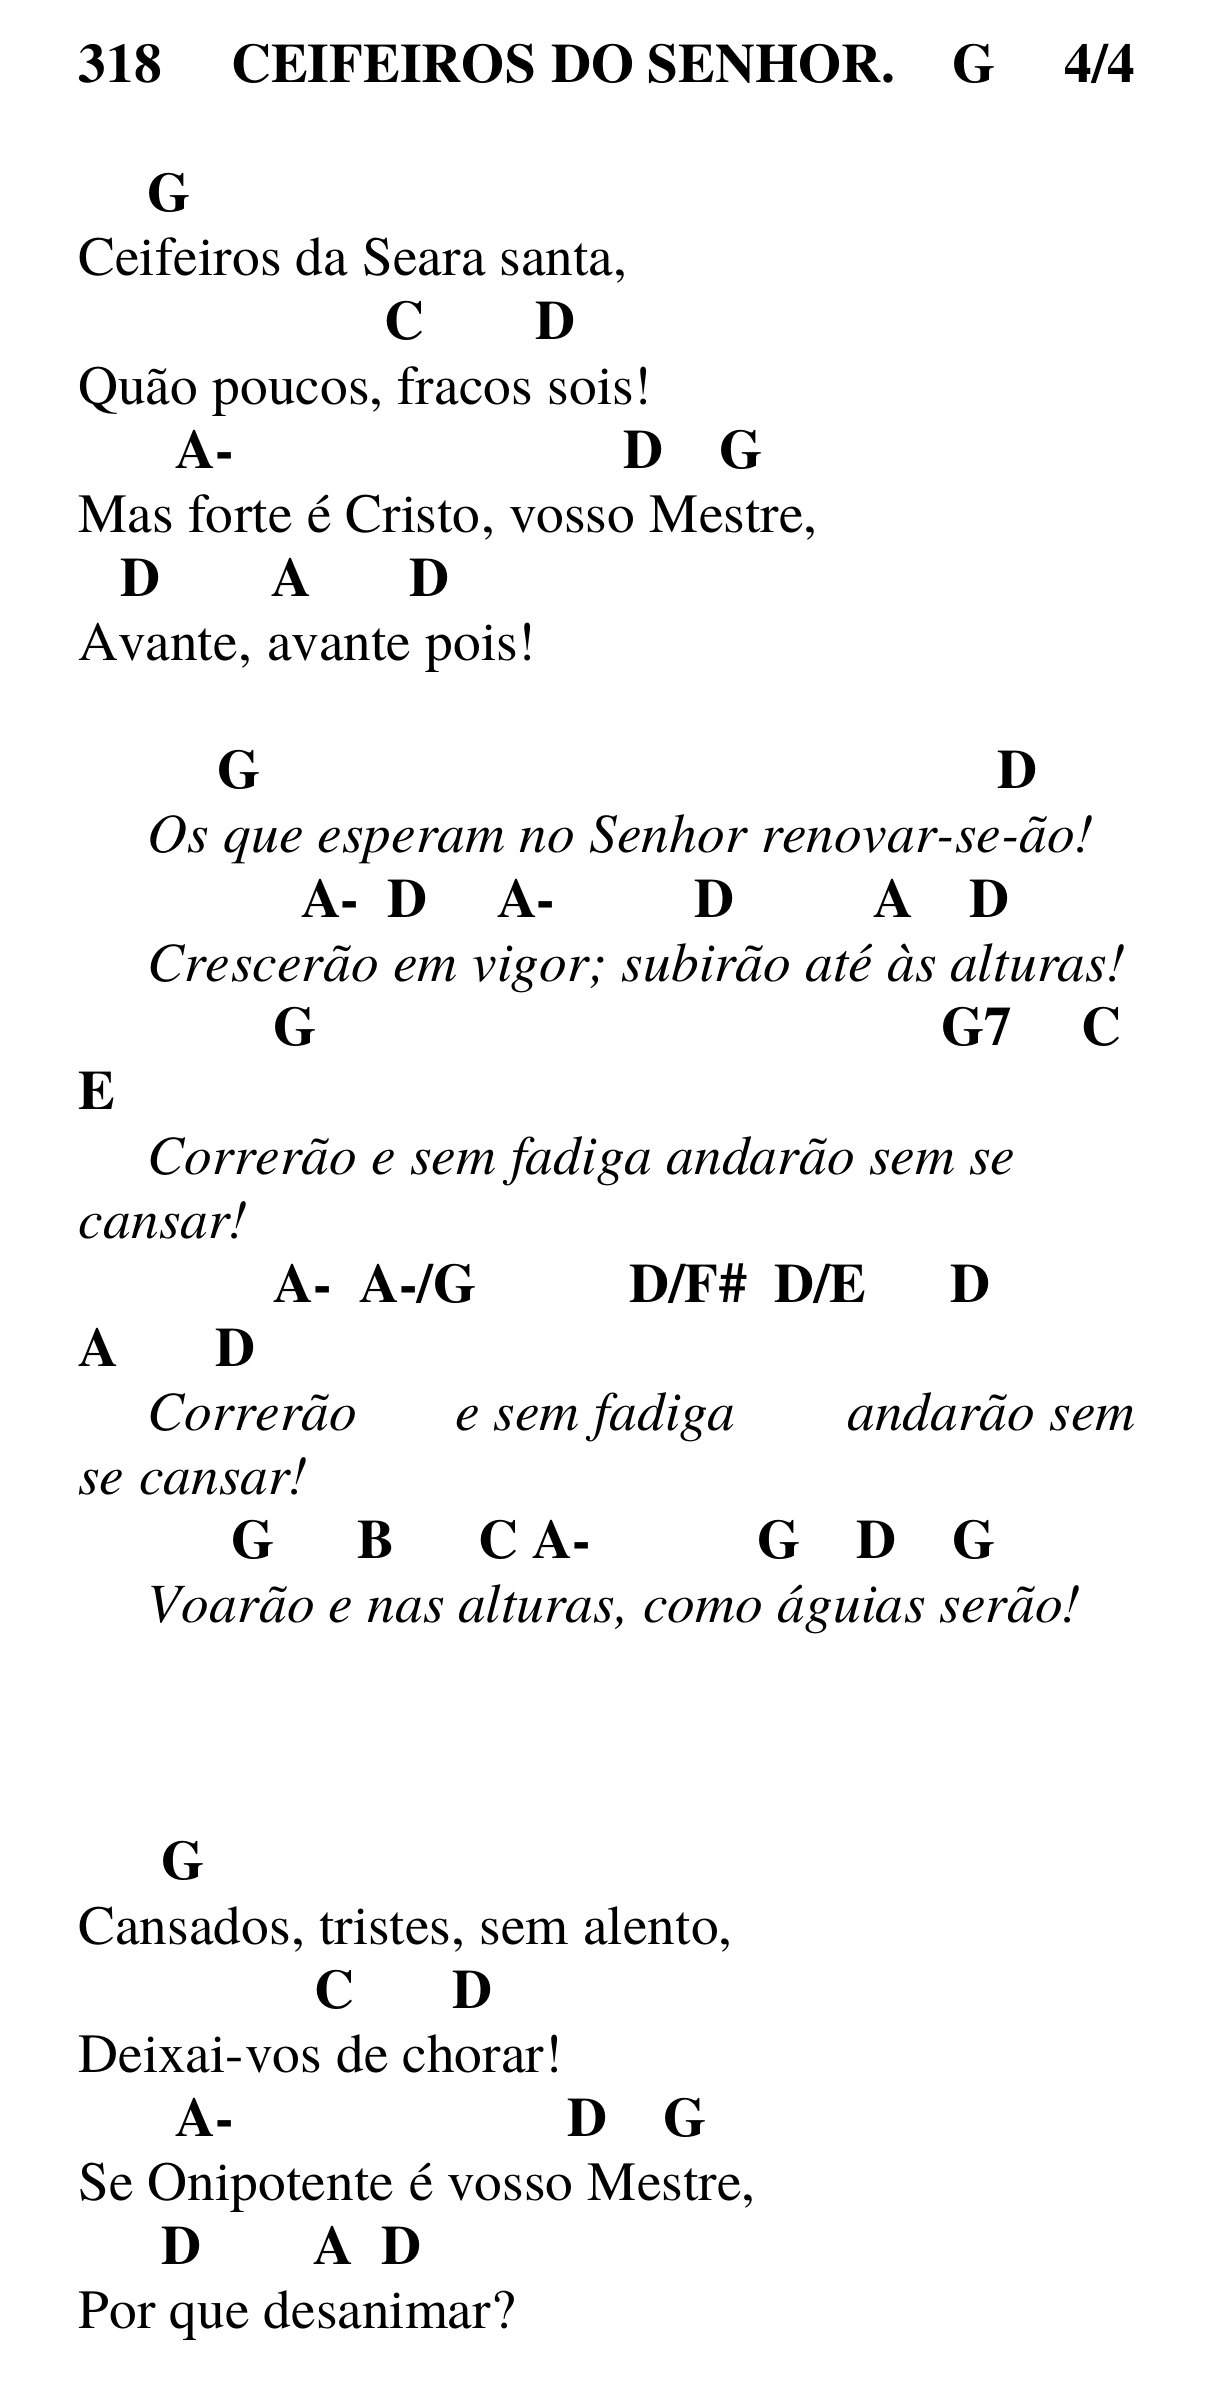 318 CEIFEIROS DO SENHOR. G 4/4
G
Ceifeiros da Seara santa,
C D
Quão poucos, fracos sois!
A- D G
Mas forte é Cristo, vosso Mestre,
D A D
Avante, avante pois!
G D
Os que esperam no Senhor renovar-se-ão!
A- D A- D A D
Crescerão em vigor; subirão até às alturas!
G G7 C
E
Correrão e sem fadiga andarão sem se
cansar!
A- A-/G D/F# D/E D
A D
Correrão e sem fadiga andarão sem
se cansar!
G B C A- G D G
Voarão e nas alturas, como águias serão!
G
Cansados, tristes, sem alento,
C D
Deixai-vos de chorar!
A- D G
Se Onipotente é vosso Mestre,
D A D
Por que desanimar?